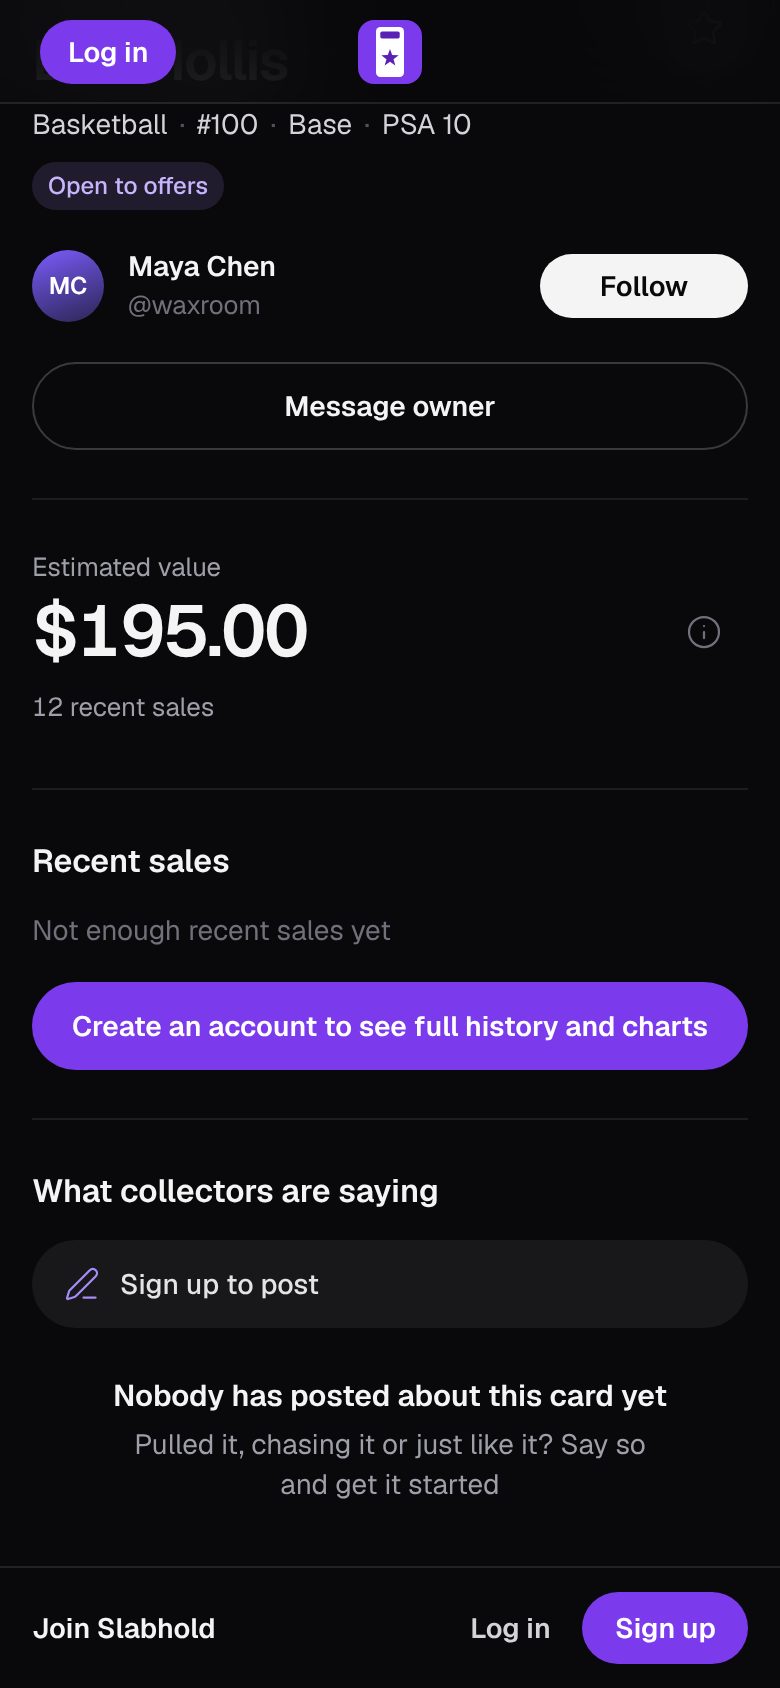 Log in
Basketball · #100 · Base · PSA 10
Open to offers
MC
Maya Chen
@waxroom
Follow
Message owner
Estimated value
$195.00
12 recent sales
Recent sales
Not enough recent sales yet
Create an account to see full history and charts
What collectors are saying
Sign up to post
Nobody has posted about this card yet
Pulled it, chasing it or just like it? Say so
and get it started
Join Slabhold
Log in
Sign up